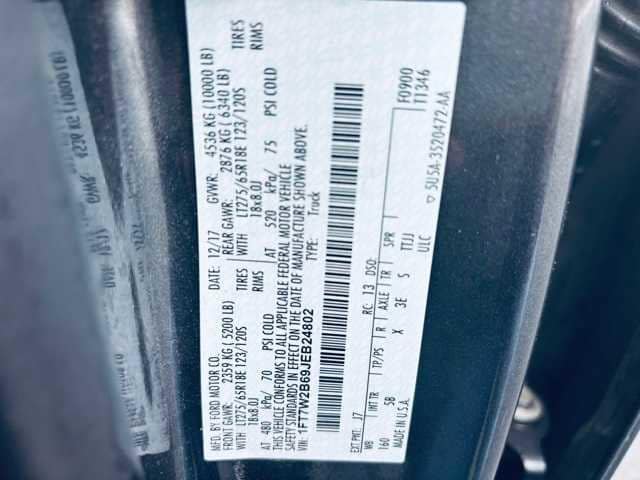 MFD. BY FORD MOTOR CO.
DATE: 12/17 GVWR: 4536 KG (10000 LB)
FRONT GAWR: 2359 KG (5200 LB) REAR GAWR: 2876 KG (6340 LB)
LT275/65R18E 123/120S TIRES WITH LT275/65R18E 123/120S TIRES
18x8.0J RIMS 18x8.0J RIMS
AT 480 kPa/ 70 PSI COLD AT 520 kPa/ 75 PSI COLD
THIS VEHICLE CONFORMS TO ALL APPLICABLE FEDERAL MOTOR VEHICLE
SAFETY STANDARDS IN EFFECT ON THE DATE OF MANUFACTURE SHOWN ABOVE.
VIN: 1FT7W2B69JEB24802
TYPE: Truck
F0900
TT346
EXT PNT: J7 RC: 13 DSO:
WB INT TR TP/PS R AXLE TR SPR
160 5B X 3E 5 TTJJ
MADE IN U.S.A. ULC
5U5A-3520472-AA